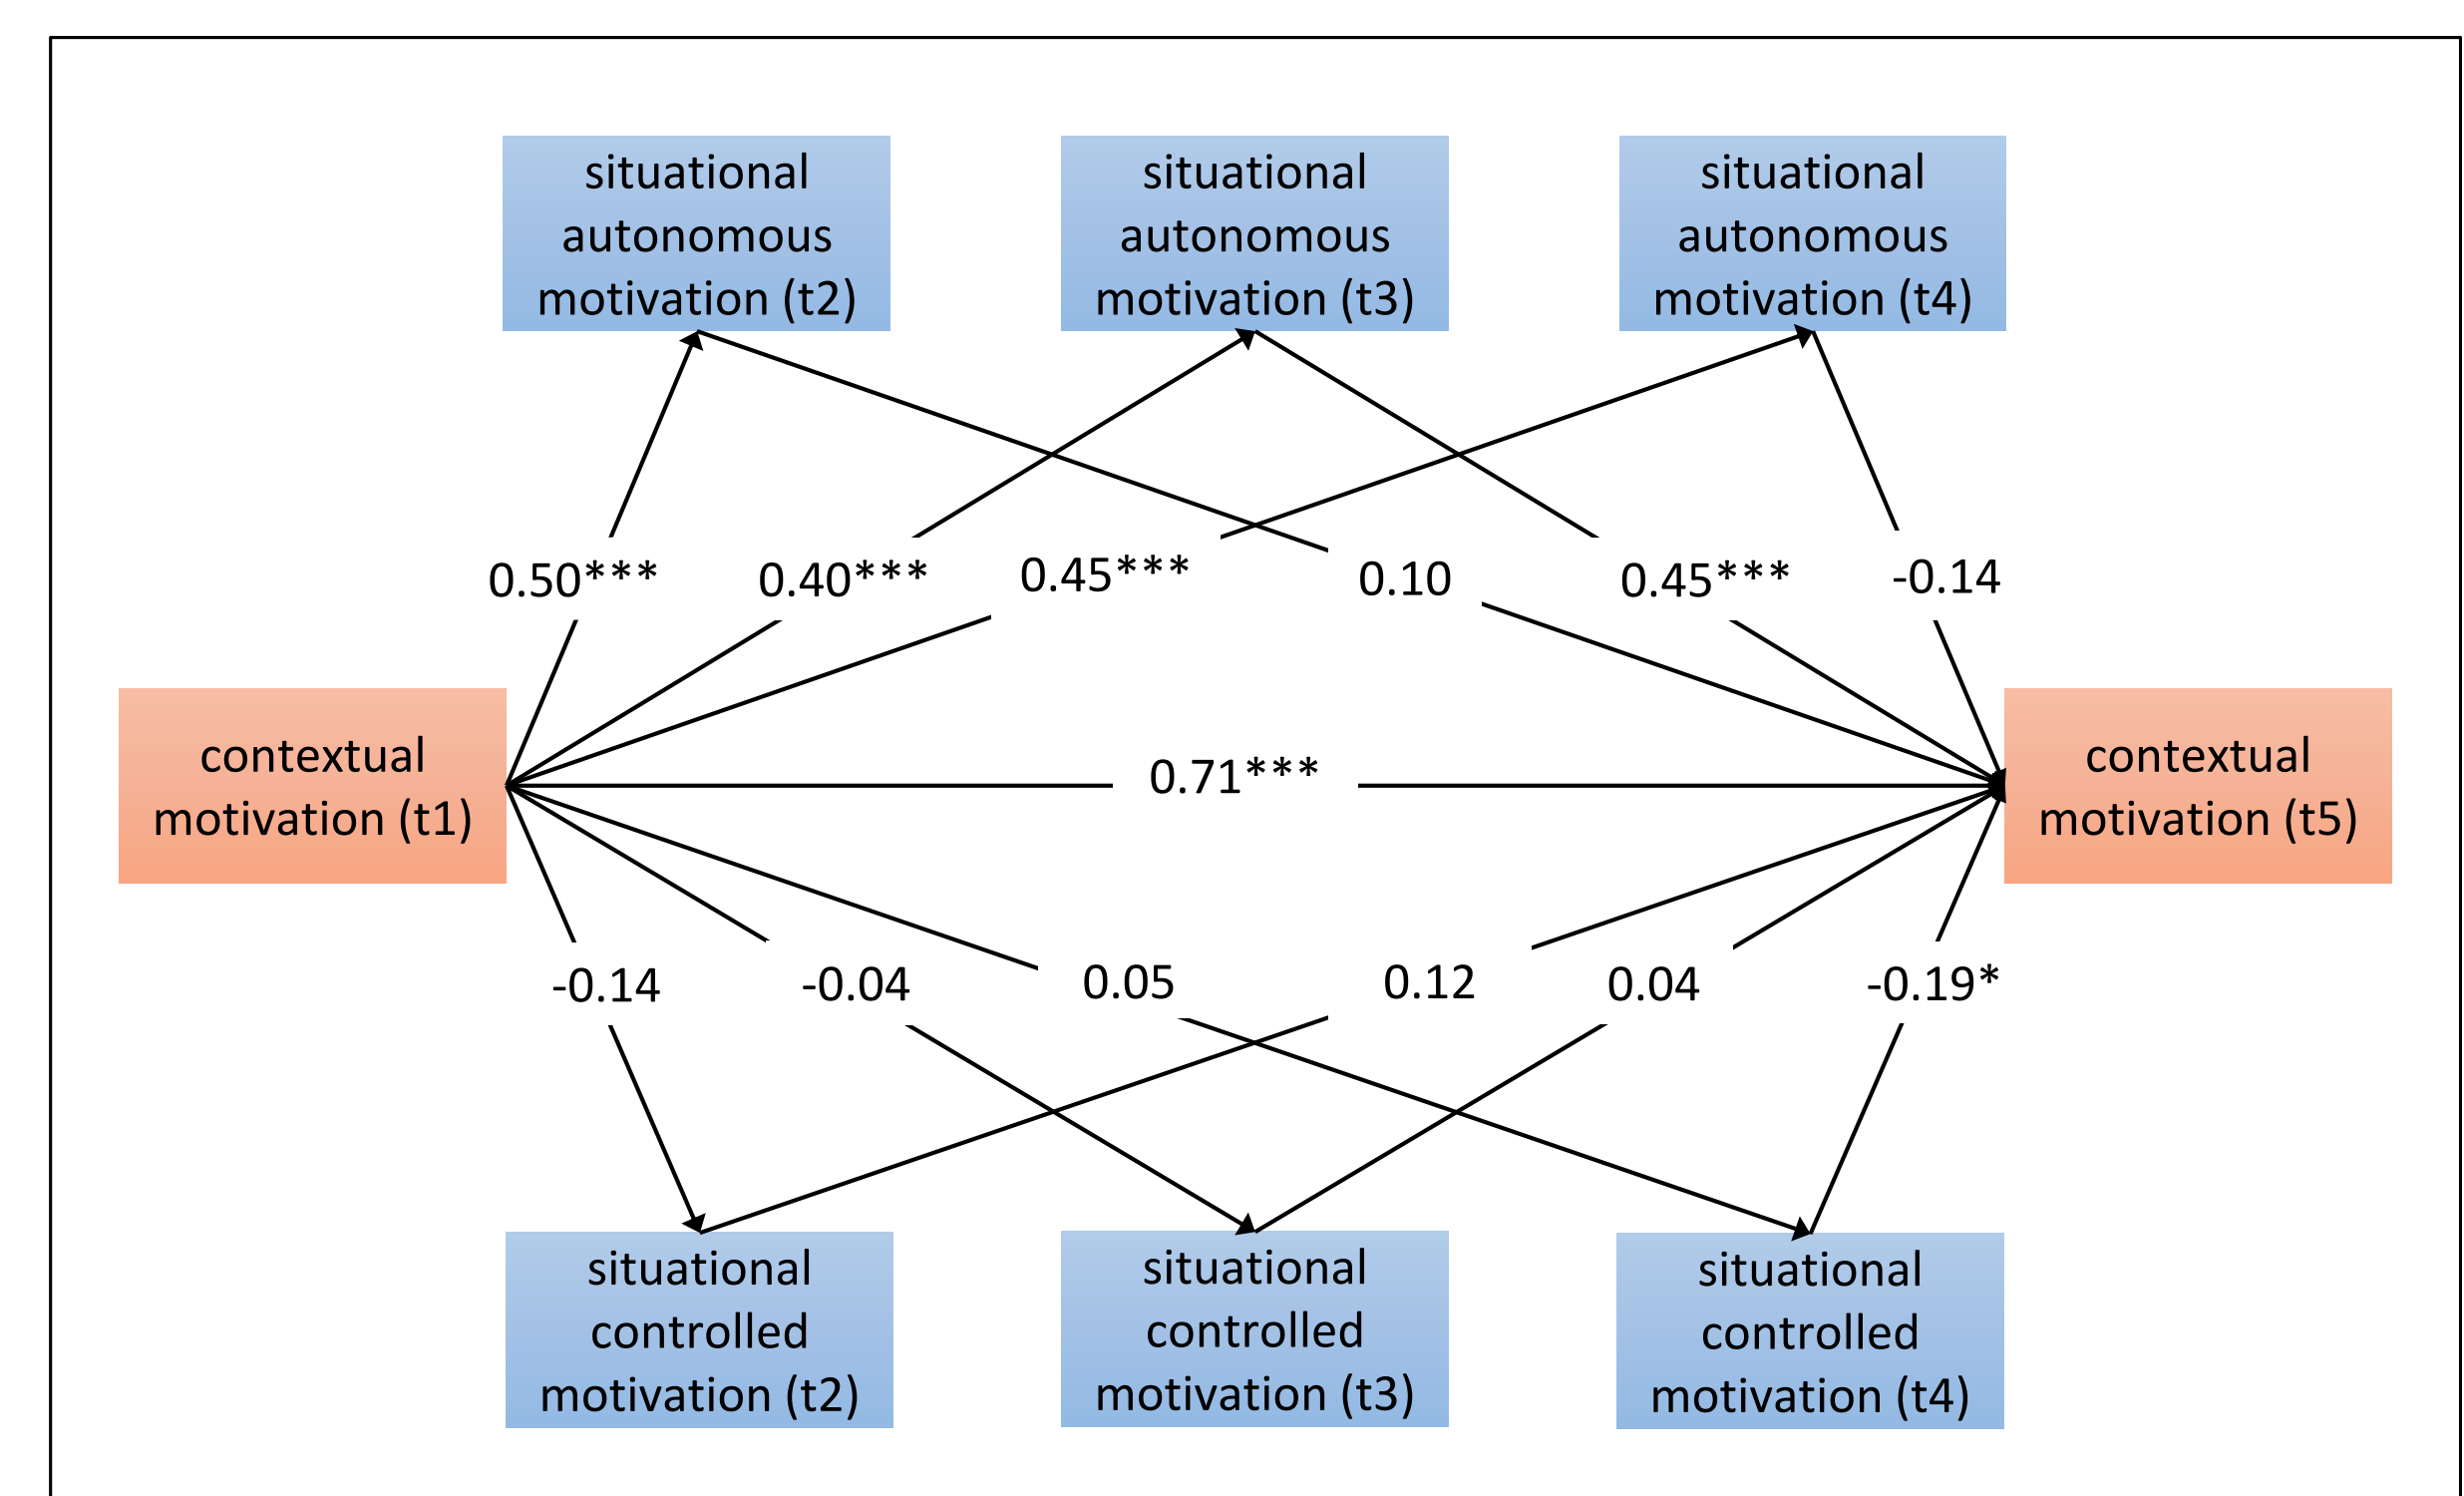 situational
autonomous
motivation (t2)
situational
autonomous
motivation (t3)
situational
autonomous
motivation (t4)
0.50***
0.40***
0.45***
0.10
0.45***
-0.14
contextual
motivation (t1)
0.71***
contextual
motivation (t5)
-0.14
-0.04
0.05
0.12
0.04
-0.19*
situational
controlled
motivation (t2)
situational
controlled
motivation (t3)
situational
controlled
motivation (t4)